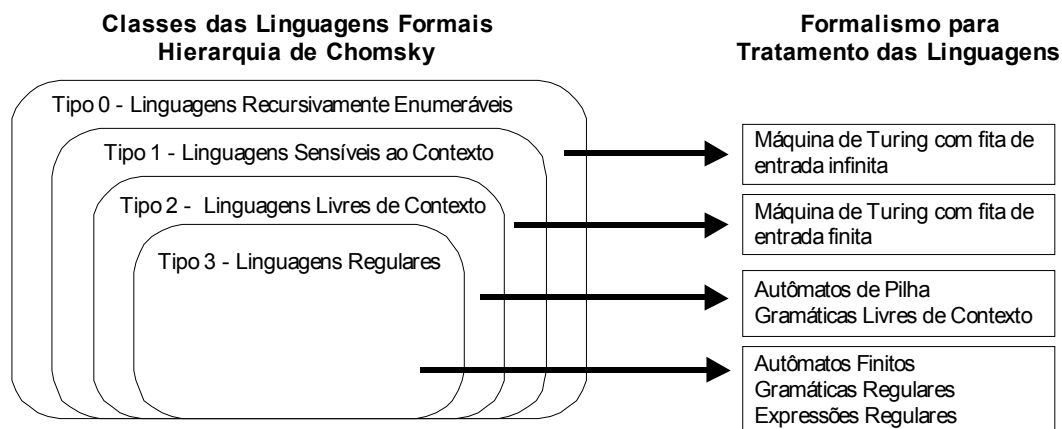 Classes das Linguagens Formais
Hierarquia de Chomsky
Formalismo para
Tratamento das Linguagens
Tipo 0 - Linguagens Recursivamente Enumeráveis
Tipo 1 - Linguagens Sensíveis ao Contexto
Tipo 2 - Linguagens Livres de Contexto
Tipo 3 - Linguagens Regulares
Máquina de Turing com fita de
entrada infinita
Máquina de Turing com fita de
entrada finita
Autômatos de Pilha
Gramáticas Livres de Contexto
Autômatos Finitos
Gramáticas Regulares
Expressões Regulares